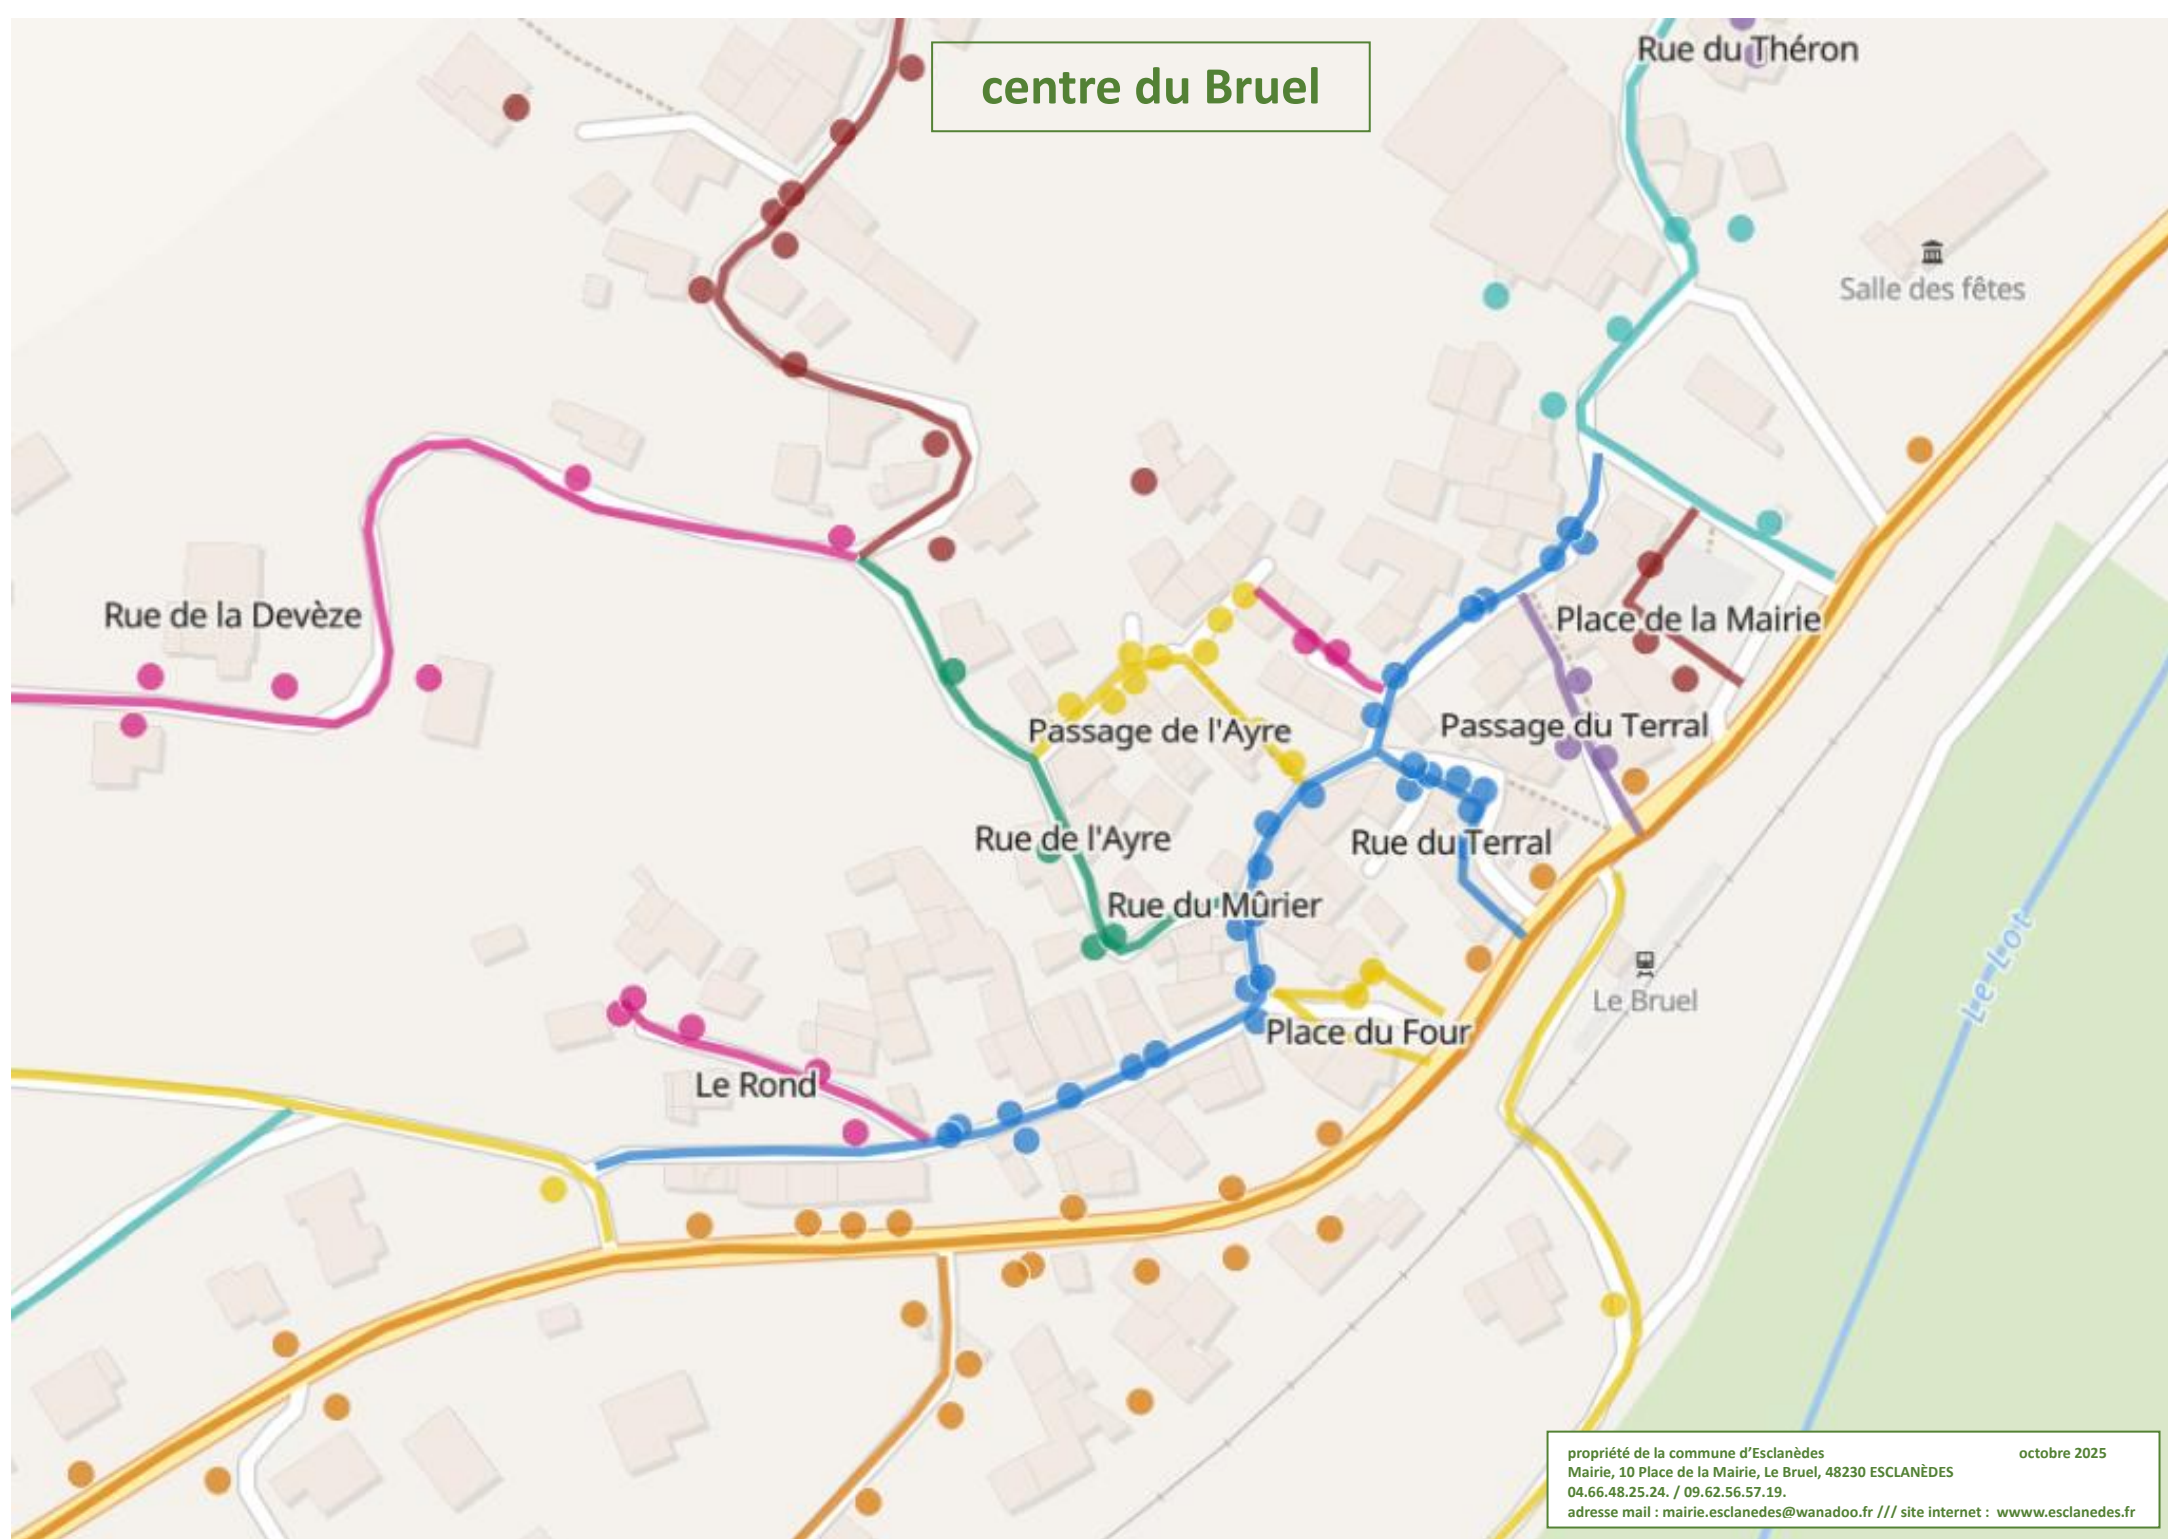 centre du Bruel
Rue du Théron
Salle des fêtes
Rue de la Devèze
Place de la Mairie
Passage de l'Ayre
Passage du Terral
Rue de l'Ayre
Rue du Terral
Rue du Mûrier
Le Lot
Le Bruel
Place du Four
Le Rond
propriété de la commune d'Esclanèdes octobre 2025
Mairie, 10 Place de la Mairie, Le Bruel, 48230 ESCLANÈDES
04.66.48.25.24. / 09.62.56.57.19.
adresse mail : mairie.esclanedes@wanadoo.fr /// site internet : wwww.esclanedes.fr